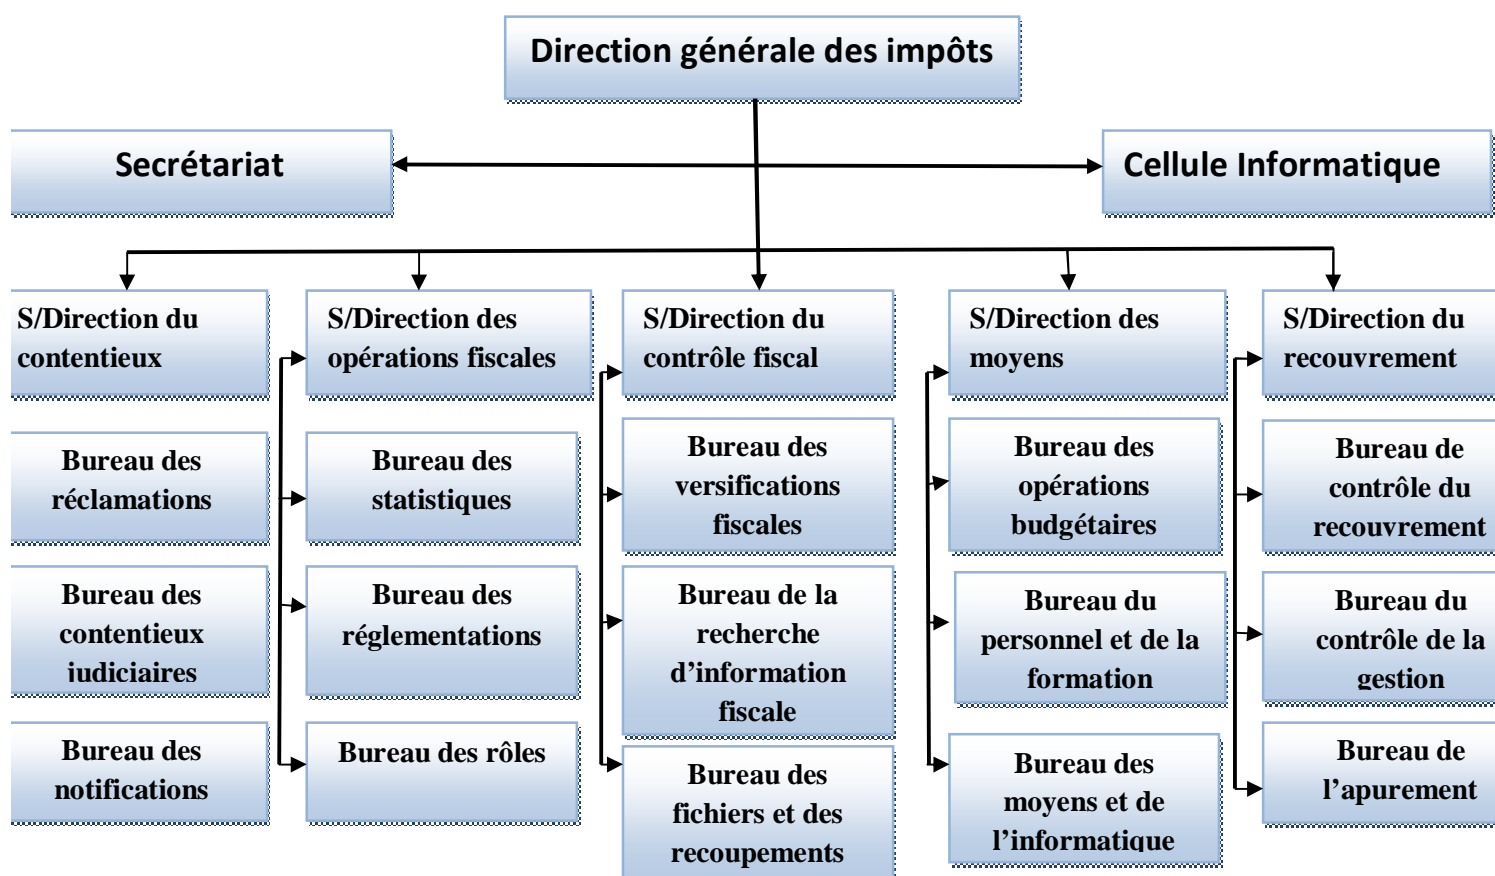 Direction générale des impôts
Secrétariat
Cellule Informatique
S/Direction du
contentieux
S/Direction des
opérations fiscales
S/Direction du
contrôle fiscal
S/Direction des
moyens
S/Direction du
recouvrement
Bureau des
réclamations
Bureau des
statistiques
Bureau des
versifications
fiscales
Bureau des
opérations
budgétaires
Bureau de
contrôle du
recouvrement
Bureau des
contentieux
judiciaires
Bureau des
réglementations
Bureau de la
recherche
d’information
fiscale
Bureau du
personnel et de la
formation
Bureau du
contrôle de la
gestion
Bureau des
notifications
Bureau des rôles
Bureau des
fichiers et des
recoupements
Bureau des
moyens et de
l’informatique
Bureau de
l’apurement